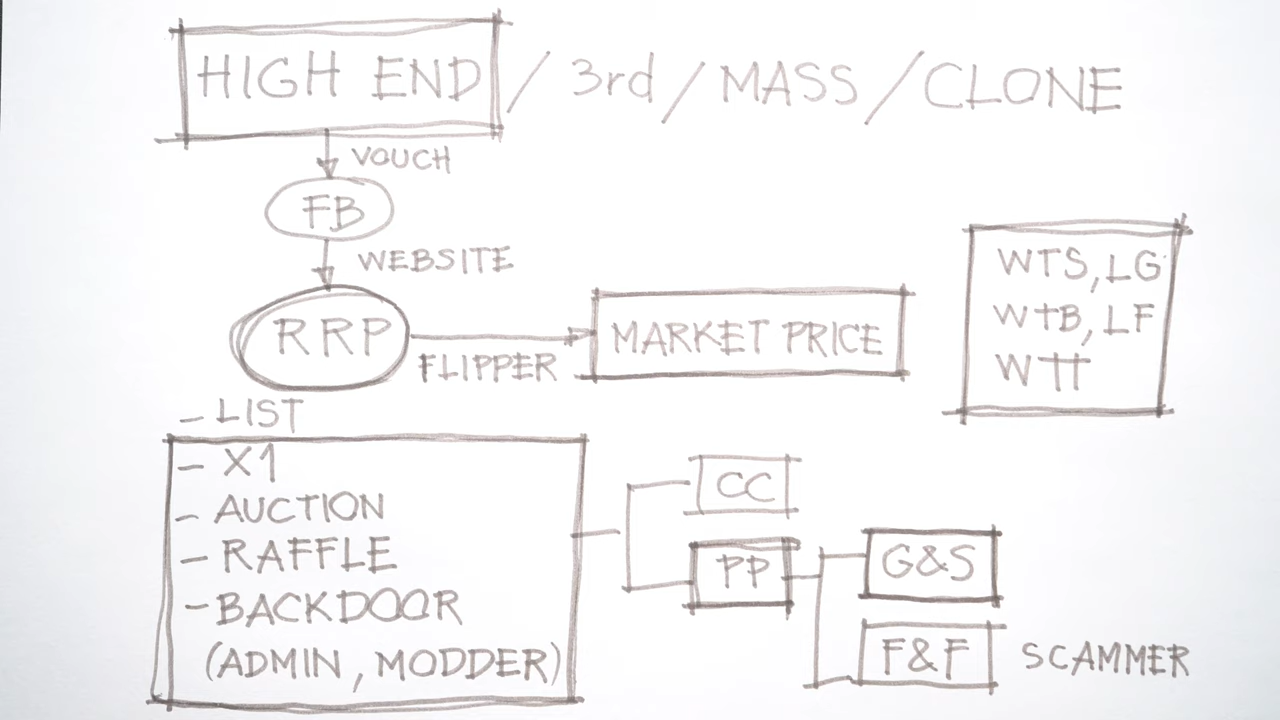 HIGH END / 3rd / MASS / CLONE
VOUCH
FB
WEBSITE
RRP
FLIPPER
MARKET PRICE
WTS, LG
WTB, LF
WTT
- LIST
- X1
- AUCTION
- RAFFLE
- BACKDOOR
(ADMIN, MODDER)
CC
PP
G&S
F&F
SCAMMER